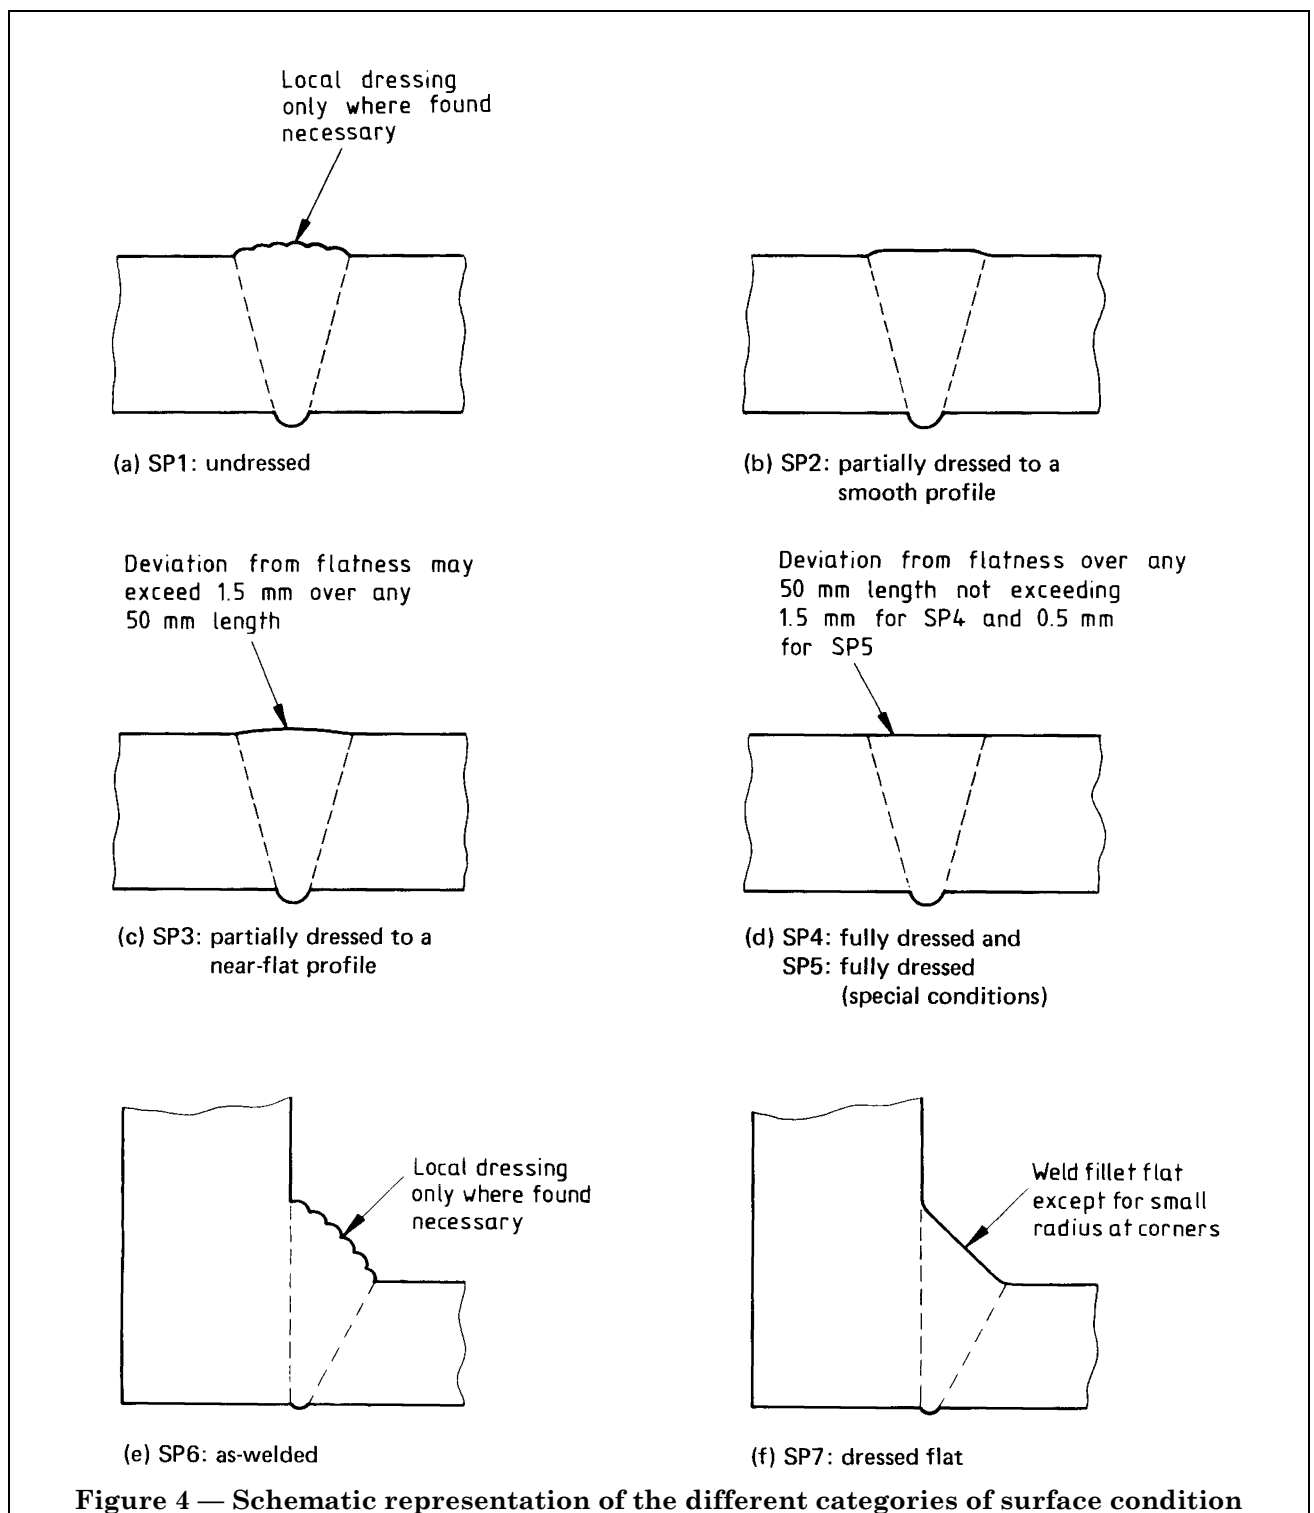 Local dressing
only where found
necessary
(a) SP1: undressed
(b) SP2: partially dressed to a
smooth profile
Deviation from flatness may
exceed 1.5 mm over any
50 mm length
Deviation from flatness over any
50 mm length not exceeding
1.5 mm for SP4 and 0.5 mm
for SP5
(c) SP3: partially dressed to a
near-flat profile
(d) SP4: fully dressed and
SP5: fully dressed
(special conditions)
Local dressing
only where found
necessary
Weld fillet flat
except for small
radius at corners
(e) SP6: as-welded
(f) SP7: dressed flat
Figure 4 — Schematic representation of the different categories of surface condition